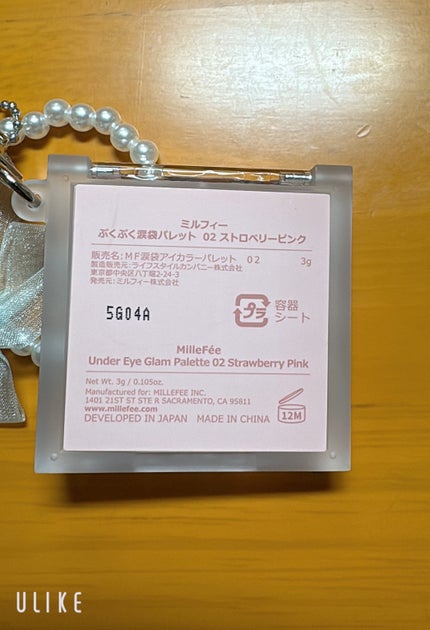 ミルフィー
ぷくぷく涙袋パレット 02 ストロベリーピンク
販売名:MF涙袋アイカラーパレット 02 3g
製造販売元:ライフスタイルカンパニー株式会社
東京都中央区八丁堀2-24-3
発売元:ミルフィー株式会社
5G04A
プラ 容器
シート
MilleFée
Under Eye Glam Palette 02 Strawberry Pink
Net Wt. 3g / 0.105oz.
Manufactured for: MILLEFEE INC.
1401 21ST ST STE R SACRAMENTO, CA 95811
www.millefee.com
DEVELOPED IN JAPAN MADE IN CHINA
12M
ULIKE